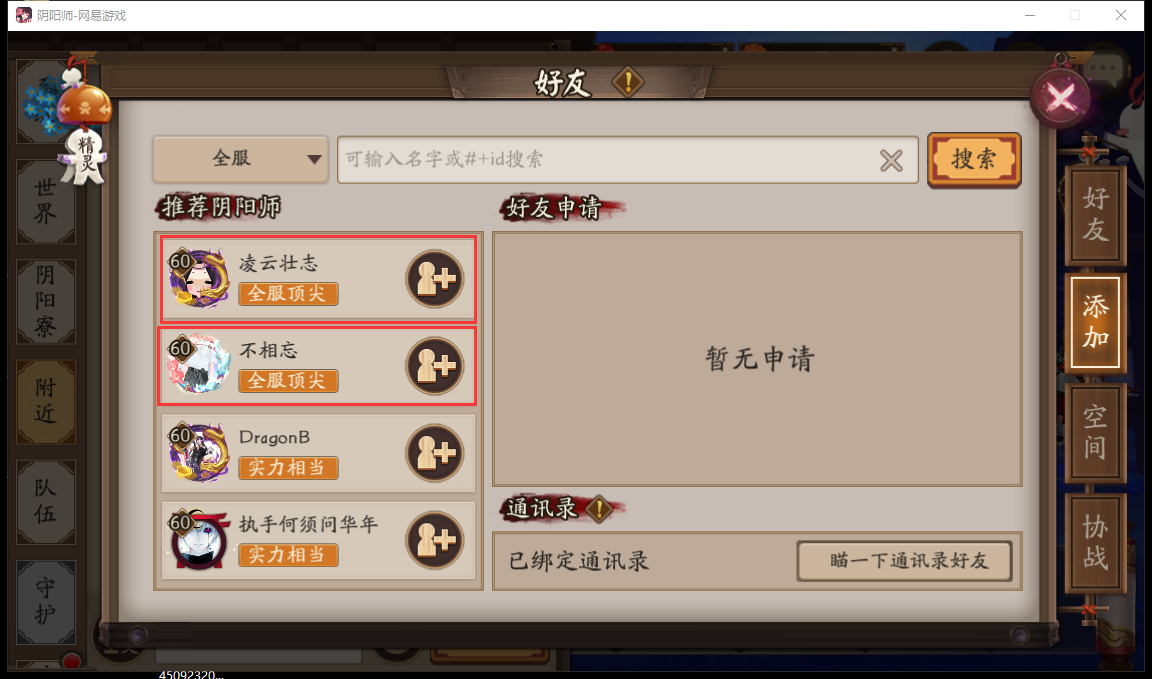 阴阳师-网易游戏
好友
精灵
全服
可输入名字或#+id搜索
搜索
推荐阴阳师
好友申请
60
凌云壮志
全服顶尖
60
不相忘
全服顶尖
60
DragonB
实力相当
60
执手何须问华年
实力相当
暂无申请
通讯录
已绑定通讯录
瞄一下通讯录好友
世界
阴阳寮
附近
队伍
守护
好友
添加
空间
协战
45092320...